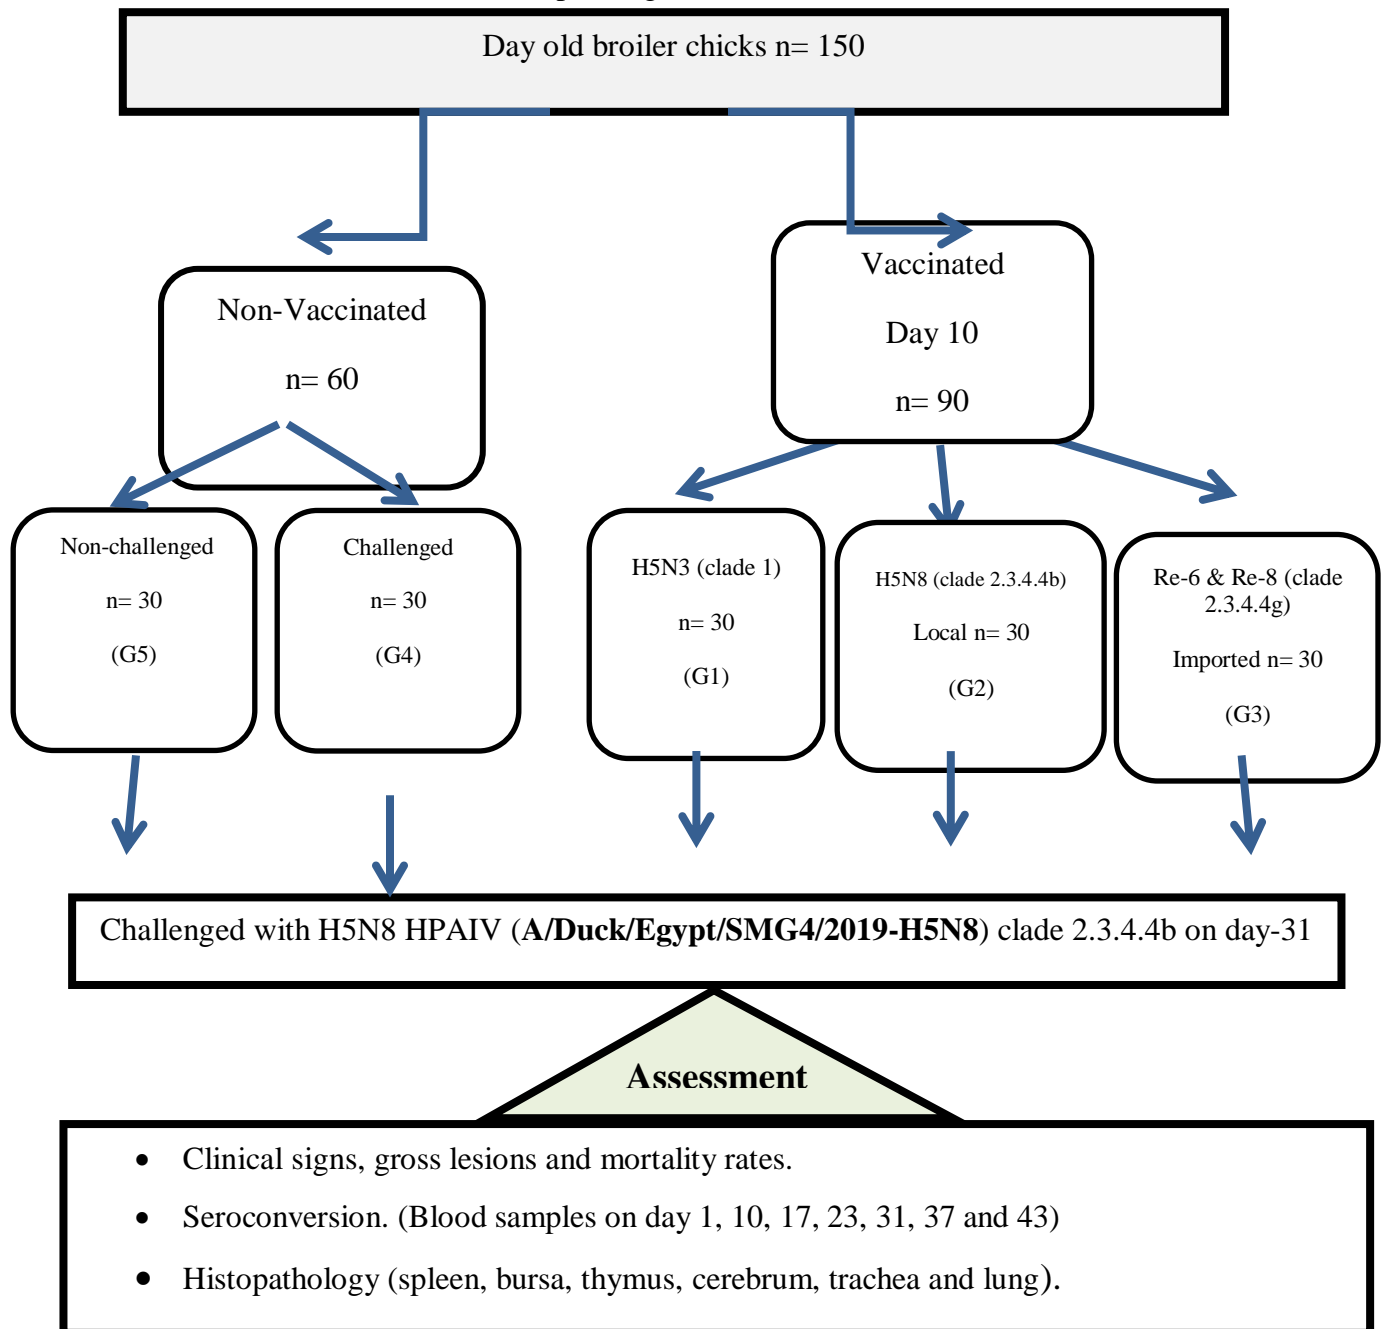 Day old broiler chicks n= 150
Non-Vaccinated
n= 60
Vaccinated
Day 10
n= 90
Non-challenged
n= 30
(G5)
Challenged
n= 30
(G4)
H5N3 (clade 1)
n= 30
(G1)
H5N8 (clade 2.3.4.4b)
Local n= 30
(G2)
Re-6 & Re-8 (clade
2.3.4.4g)
Imported n= 30
(G3)
Challenged with H5N8 HPAIV (A/Duck/Egypt/SMG4/2019-H5N8) clade 2.3.4.4b on day-31
Assessment
• Clinical signs, gross lesions and mortality rates.
• Seroconversion. (Blood samples on day 1, 10, 17, 23, 31, 37 and 43)
• Histopathology (spleen, bursa, thymus, cerebrum, trachea and lung).